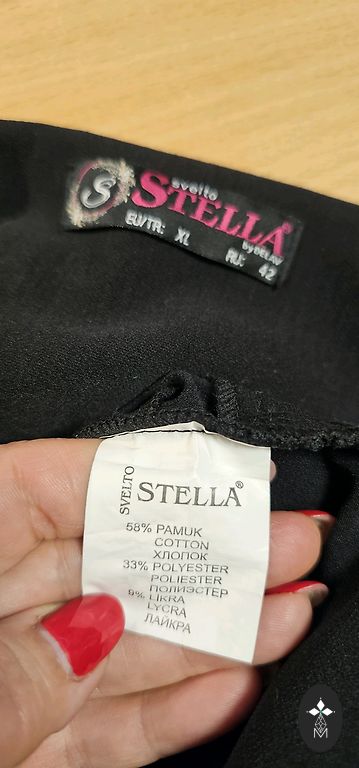 S
svelto
STELLA®
by DELAV
EU/TR: XL
RU: 42
SVELTO
STELLA®
58% PAMUK
COTTON
ХЛОПОК
33% POLYESTER
POLIESTER
ПОЛИЭСТЕР
9% LIKRA
LYCRA
ЛАЙКРА
M